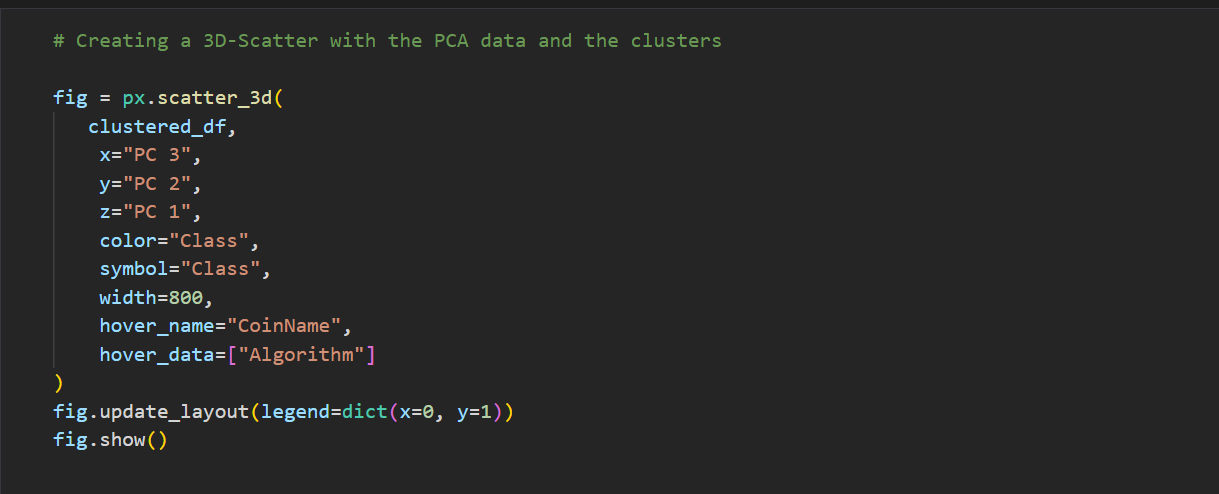 # Creating a 3D-Scatter with the PCA data and the clusters
fig = px.scatter_3d(
clustered_df,
x="PC 3",
y="PC 2",
z="PC 1",
color="Class",
symbol="Class",
width=800,
hover_name="CoinName",
hover_data=["Algorithm"]
)
fig.update_layout(legend=dict(x=0, y=1))
fig.show()